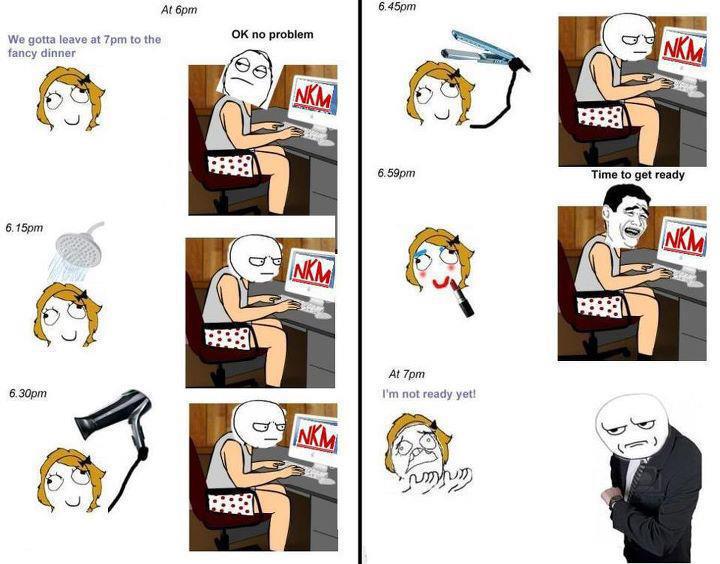 At 6pm
We gotta leave at 7pm to the
fancy dinner
OK no problem
NKM
6.15pm
NKM
6.30pm
NKM
6.45pm
NKM
6.59pm
Time to get ready
NKM
At 7pm
I'm not ready yet!